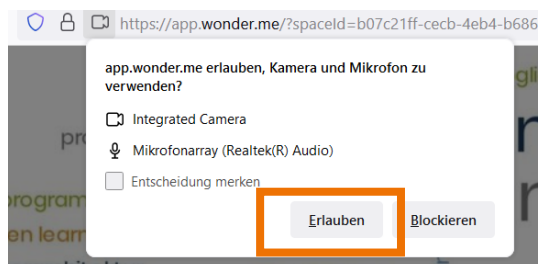 https://app.wonder.me/?spaceId=b07c21ff-cecb-4eb4-b686
app.wonder.me erlauben, Kamera und Mikrofon zu
verwenden?
Integrated Camera
Mikrofonarray (Realtek(R) Audio)
Entscheidung merken
Erlauben Blockieren